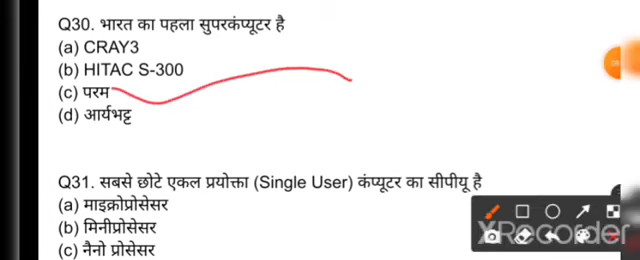 Q30. भारत का पहला सुपरकंप्यूटर है
(a) CRAY3
(b) HITAC S-300
(c) परम
(d) आर्यभट्ट
Q31. सबसे छोटे एकल प्रयोक्ता (Single User) कंप्यूटर का सीपीयू है
(a) माइक्रोप्रोसेसर
(b) मिनीप्रोसेसर
(c) नैनो प्रोसेसर
XRecorder